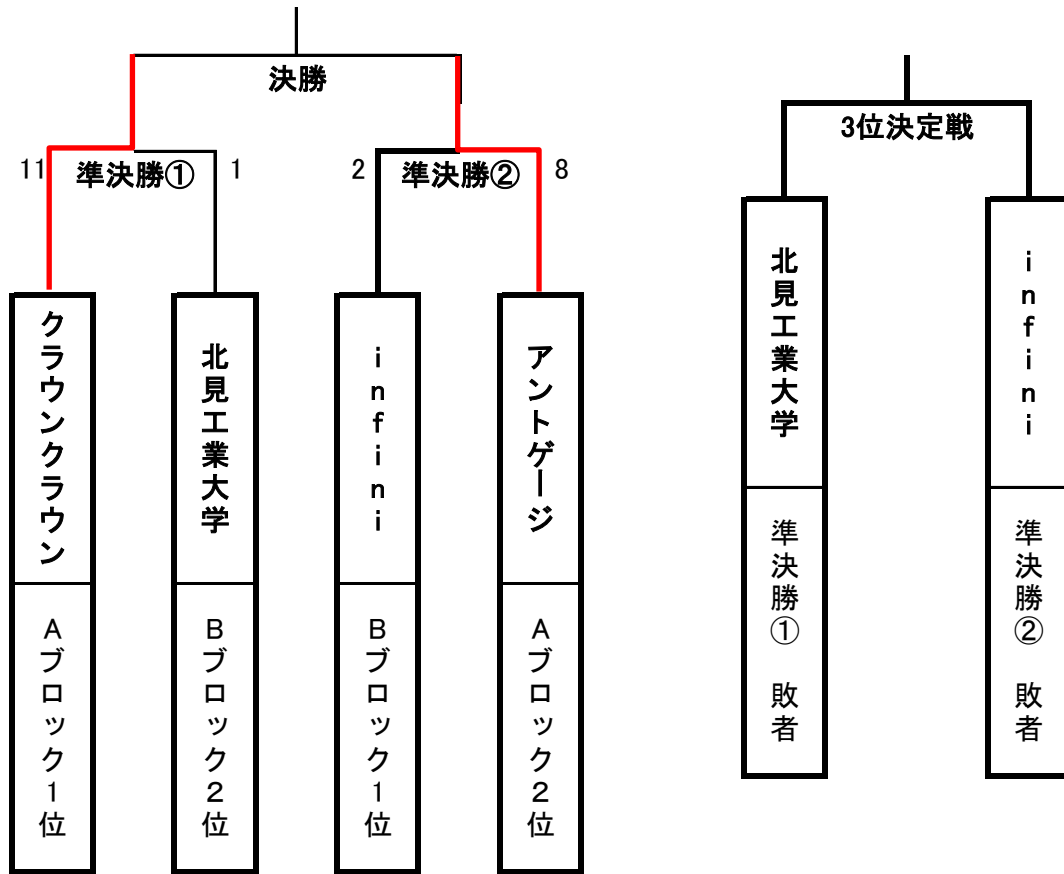 決勝
3位決定戦
11
準決勝①
1
2
準決勝②
8
クラウンクラウン
北見工業大学
infini
アントゲージ
Aブロック1位
Bブロック2位
Bブロック1位
Aブロック2位
北見工業大学
infini
準決勝① 敗者
準決勝② 敗者